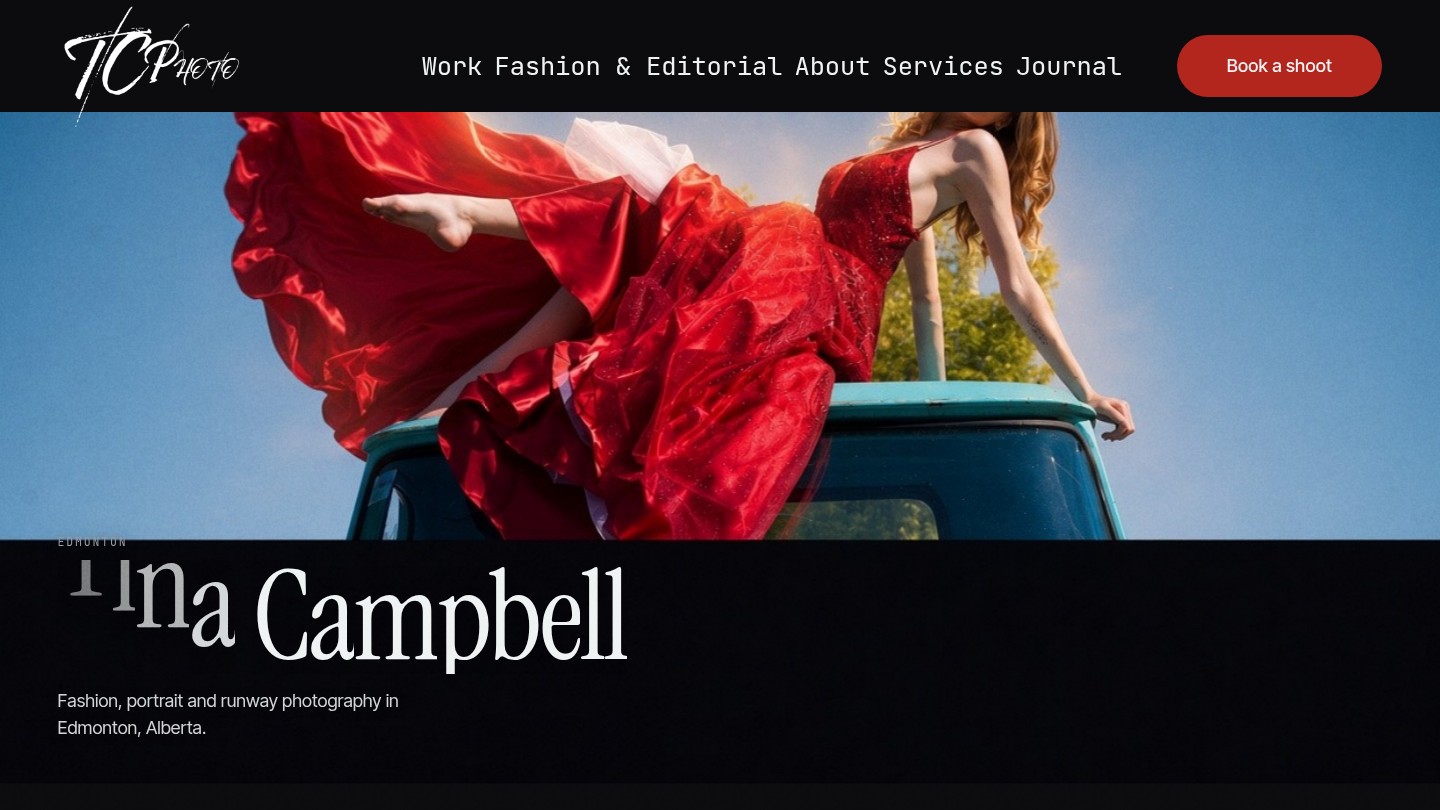 TCPHOTO
Work Fashion & Editorial About Services Journal
Book a shoot
EDMONTON
Tina Campbell
Fashion, portrait and runway photography in
Edmonton, Alberta.